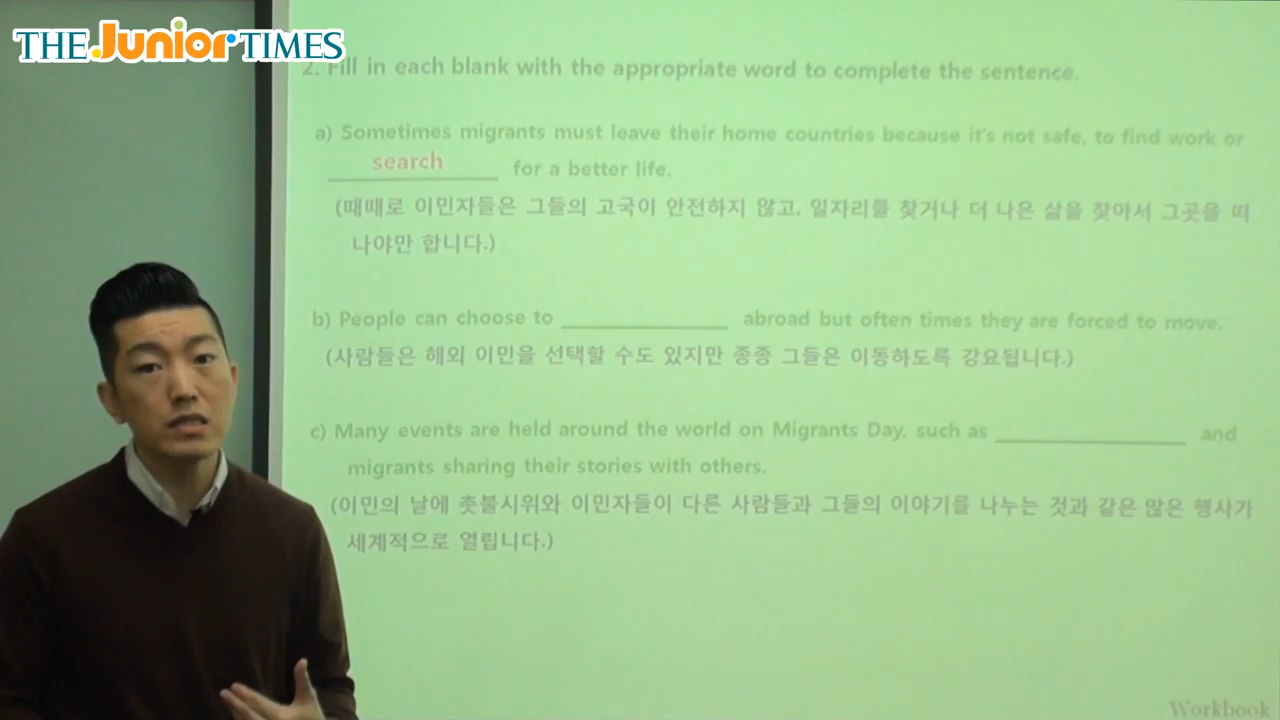 THE Junior TIMES
2. Fill in each blank with the appropriate word to complete the sentence.
a) Sometimes migrants must leave their home countries because it's not safe, to find work or
search for a better life.
(때때로 이민자들은 그들의 고국이 안전하지 않고, 일자리를 찾거나 더 나은 삶을 찾아서 그곳을 떠
나야만 합니다.)
b) People can choose to ____________ abroad but often times they are forced to move.
(사람들은 해외 이민을 선택할 수도 있지만 종종 그들은 이동하도록 강요됩니다.)
c) Many events are held around the world on Migrants Day, such as ____________ and
migrants sharing their stories with others.
(이민의 날에 촛불시위와 이민자들이 다른 사람들과 그들의 이야기를 나누는 것과 같은 많은 행사가
세계적으로 열립니다.)
Workbook